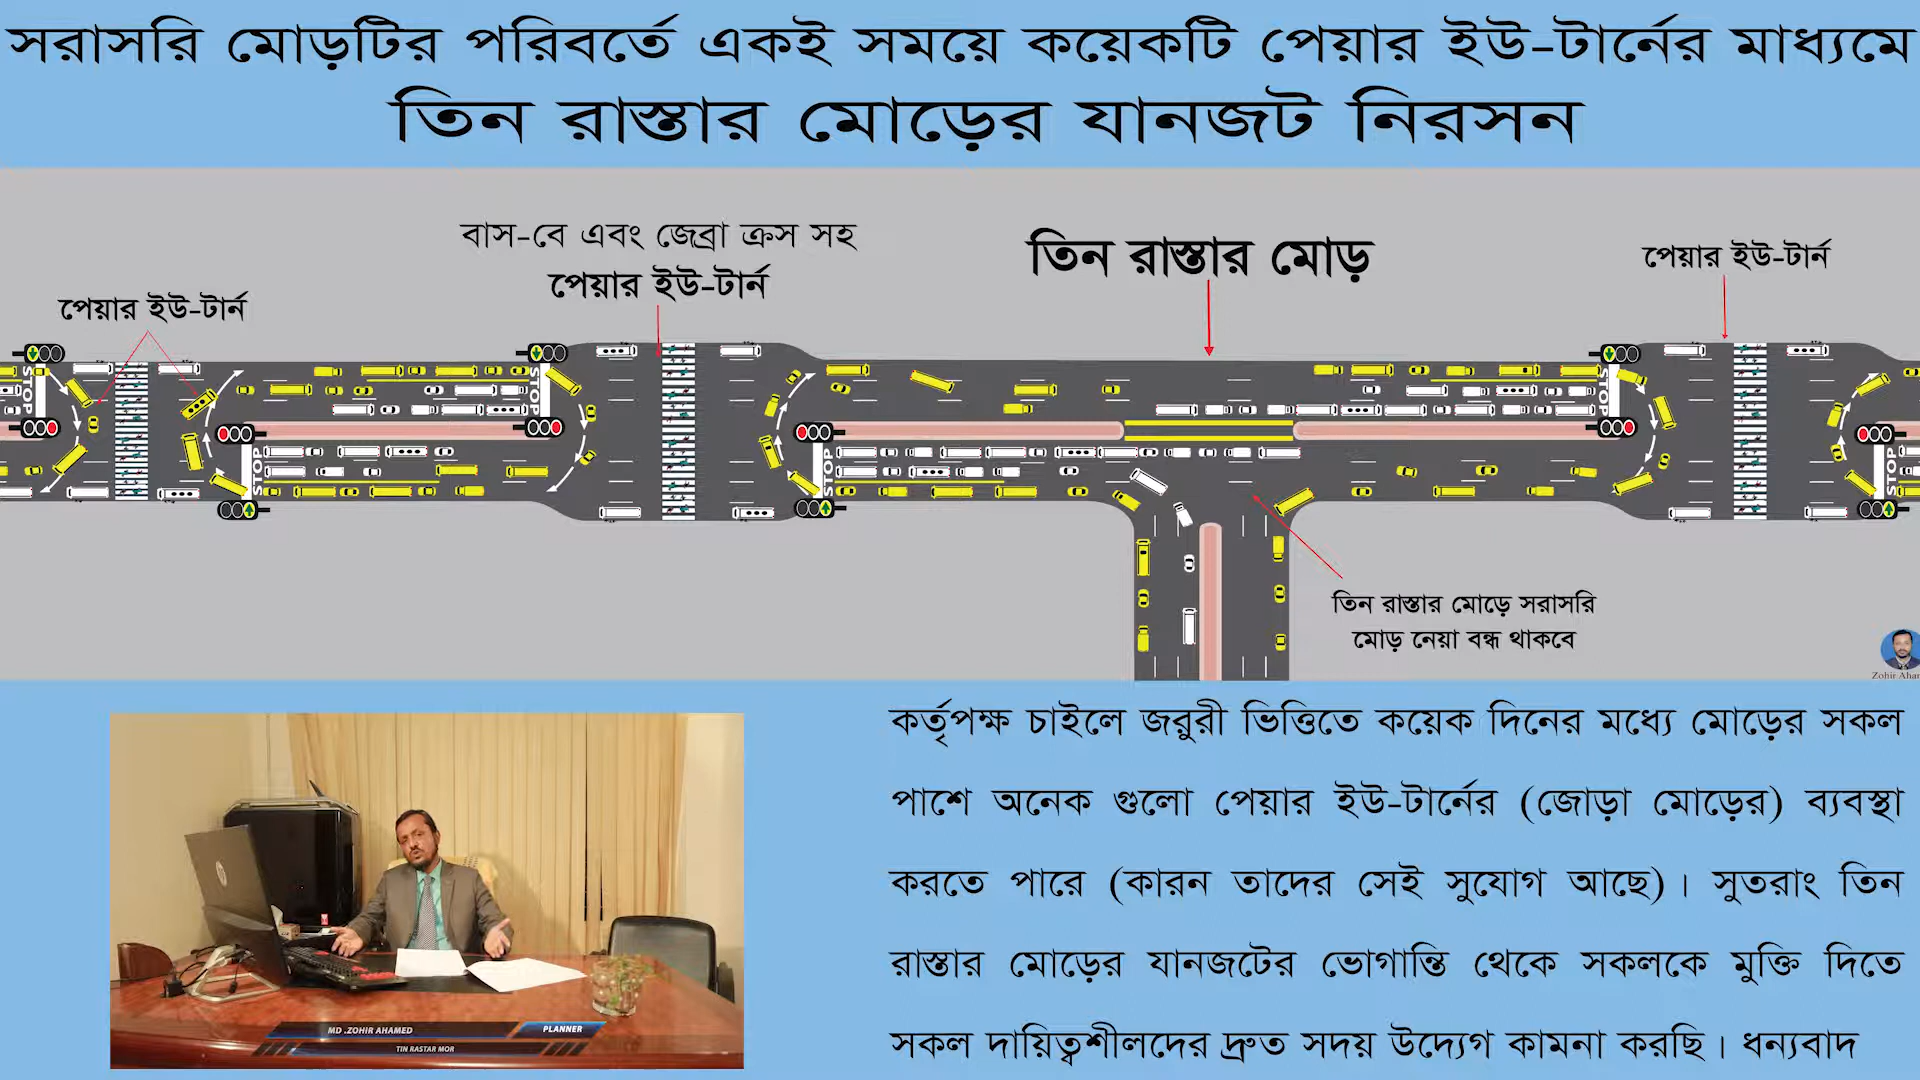 সরাসরি মোড়টির পরিবর্তে একই সময়ে কয়েকটি পেয়ার ইউ-টার্নের মাধ্যমে
তিন রাস্তার মোড়ের যানজট নিরসন
বাস-বে এবং জেব্রা ক্রস সহ
পেয়ার ইউ-টার্ন
তিন রাস্তার মোড়
পেয়ার ইউ-টার্ন
পেয়ার ইউ-টার্ন
STOP
STOP
STOP
STOP
STOP
STOP
তিন রাস্তার মোড়ে সরাসরি
মোড় নেয়া বন্ধ থাকবে
কর্তৃপক্ষ চাইলে জরুরী ভিত্তিতে কয়েক দিনের মধ্যে মোড়ের সকল
পাশে অনেক গুলো পেয়ার ইউ-টার্নের (জোড়া মোড়ের) ব্যবস্থা
করতে পারে (কারন তাদের সেই সুযোগ আছে)। সুতরাং তিন
রাস্তার মোড়ের যানজটের ভোগান্তি থেকে সকলকে মুক্তি দিতে
সকল দায়িত্বশীলদের দ্রুত সদয় উদ্যেগ কামনা করছি। ধন্যবাদ
MD .ZOHIR AHAMED
PLANNER
TIN RASTAR MOR